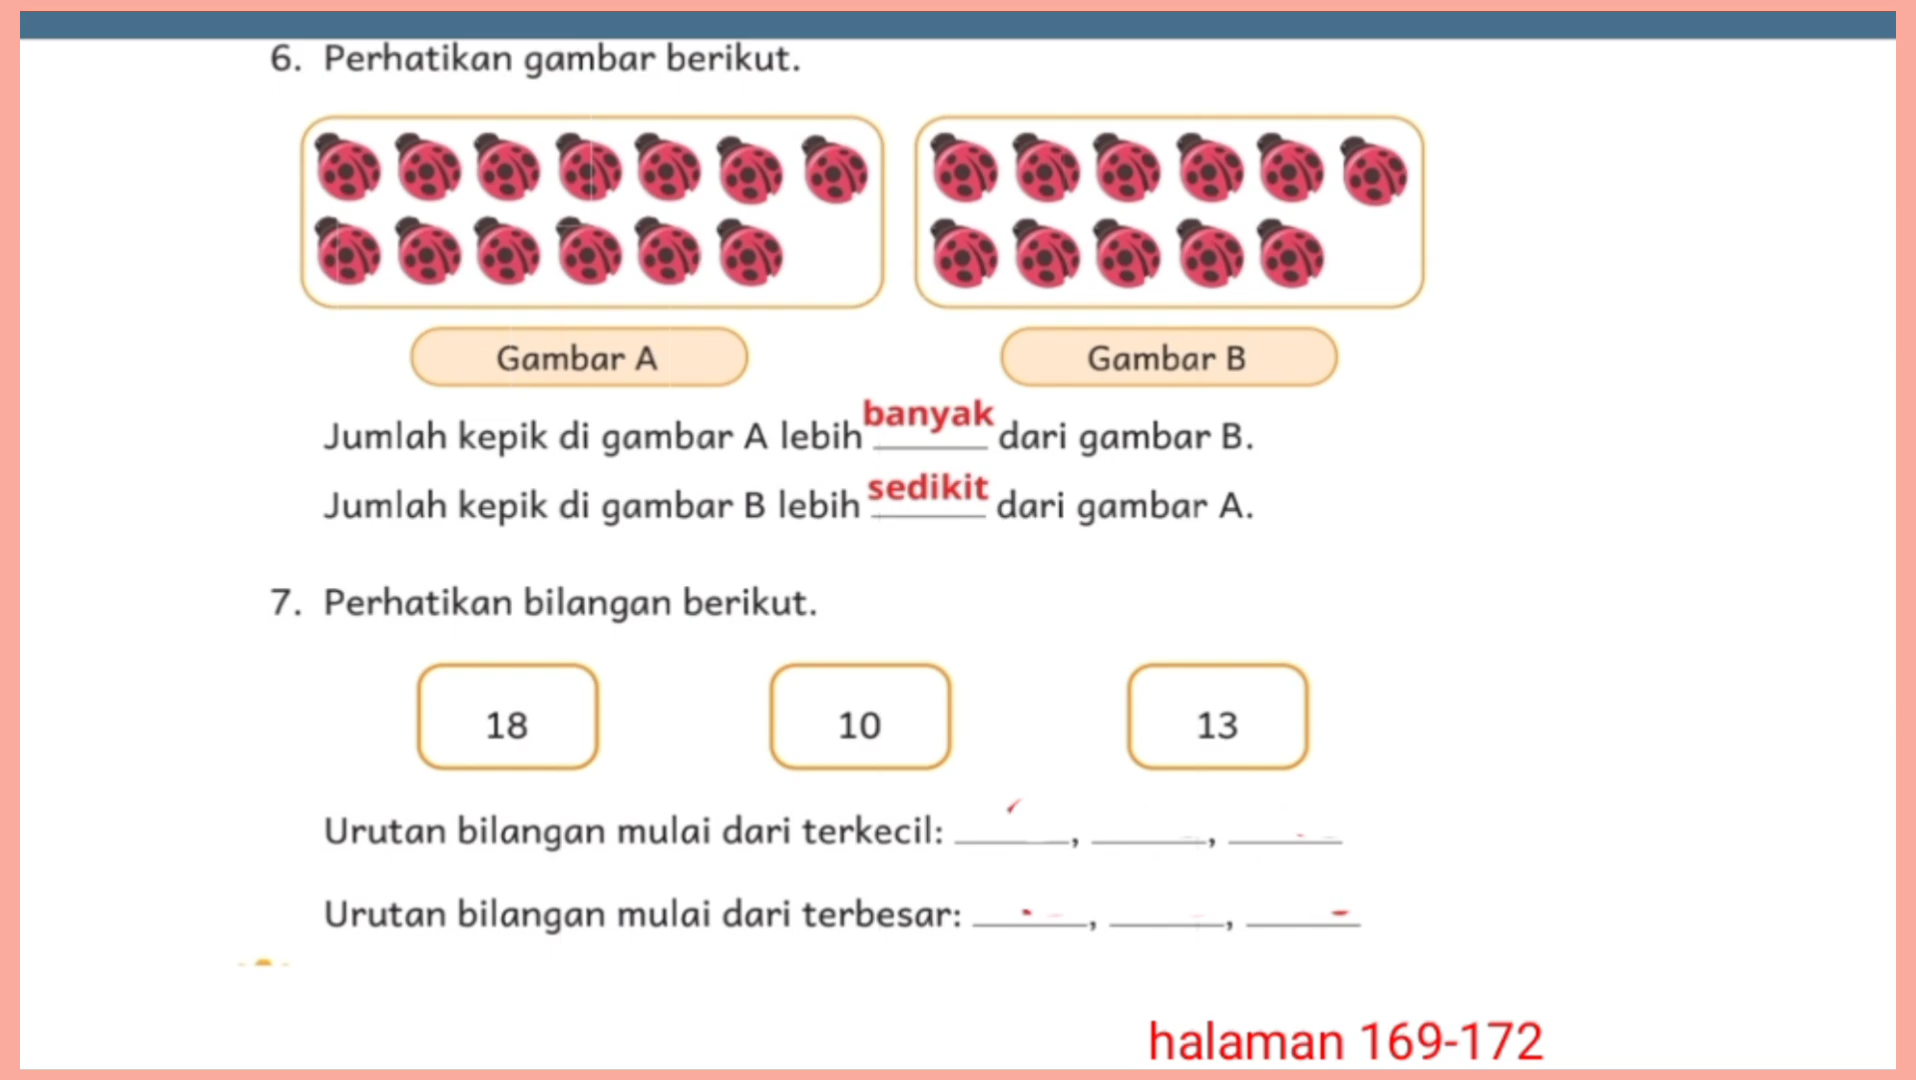 6. Perhatikan gambar berikut.
Gambar A
Gambar B
Jumlah kepik di gambar A lebih banyak dari gambar B.
Jumlah kepik di gambar B lebih sedikit dari gambar A.
7. Perhatikan bilangan berikut.
18
10
13
Urutan bilangan mulai dari terkecil: ______, ______, ______
Urutan bilangan mulai dari terbesar: ______, ______, ______
halaman 169-172